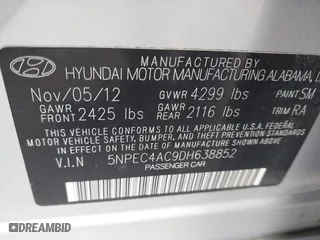 MANUFACTURED BY
HYUNDAI MOTOR MANUFACTURING ALABAMA, L
Nov/05/12 GVWR 4299 lbs PAINT SM
GAWR FRONT 2425 lbs GAWR REAR 2116 lbs TRIM RA
THIS VEHICLE CONFORMS TO ALL APPLICABLE U.S. FEDERAL MOTOR VEHICLE
SAFETY, BUMPER, AND THEFT PREVENTION STANDARDS IN
EFFECT ON THE DATE OF MANUFACTURE SHOWN ABOVE.
V.I.N 5NPEC4AC9DH638852
PASSENGER CAR
DREAMBID